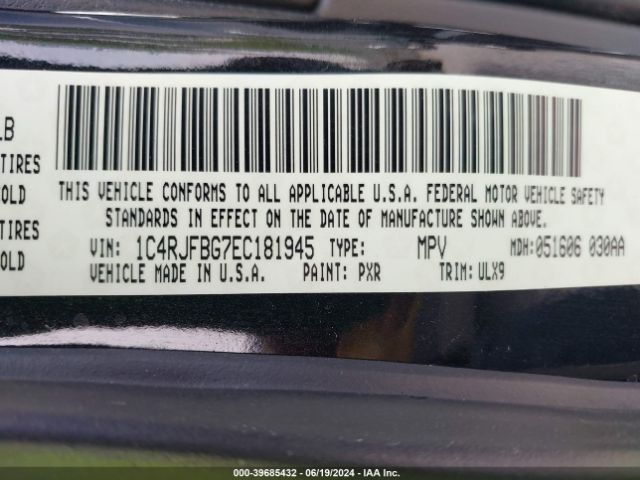 LB
TIRES
OLD
TIRES
OLD
THIS VEHICLE CONFORMS TO ALL APPLICABLE U.S.A. FEDERAL MOTOR VEHICLE SAFETY
STANDARDS IN EFFECT ON THE DATE OF MANUFACTURE SHOWN ABOVE.
VIN: 1C4RJFBG7EC181945 TYPE: MPV MDH:051606 030AA
VEHICLE MADE IN U.S.A. PAINT: PXR TRIM: ULX9
000-39685432 - 06/19/2024 - IAA Inc.